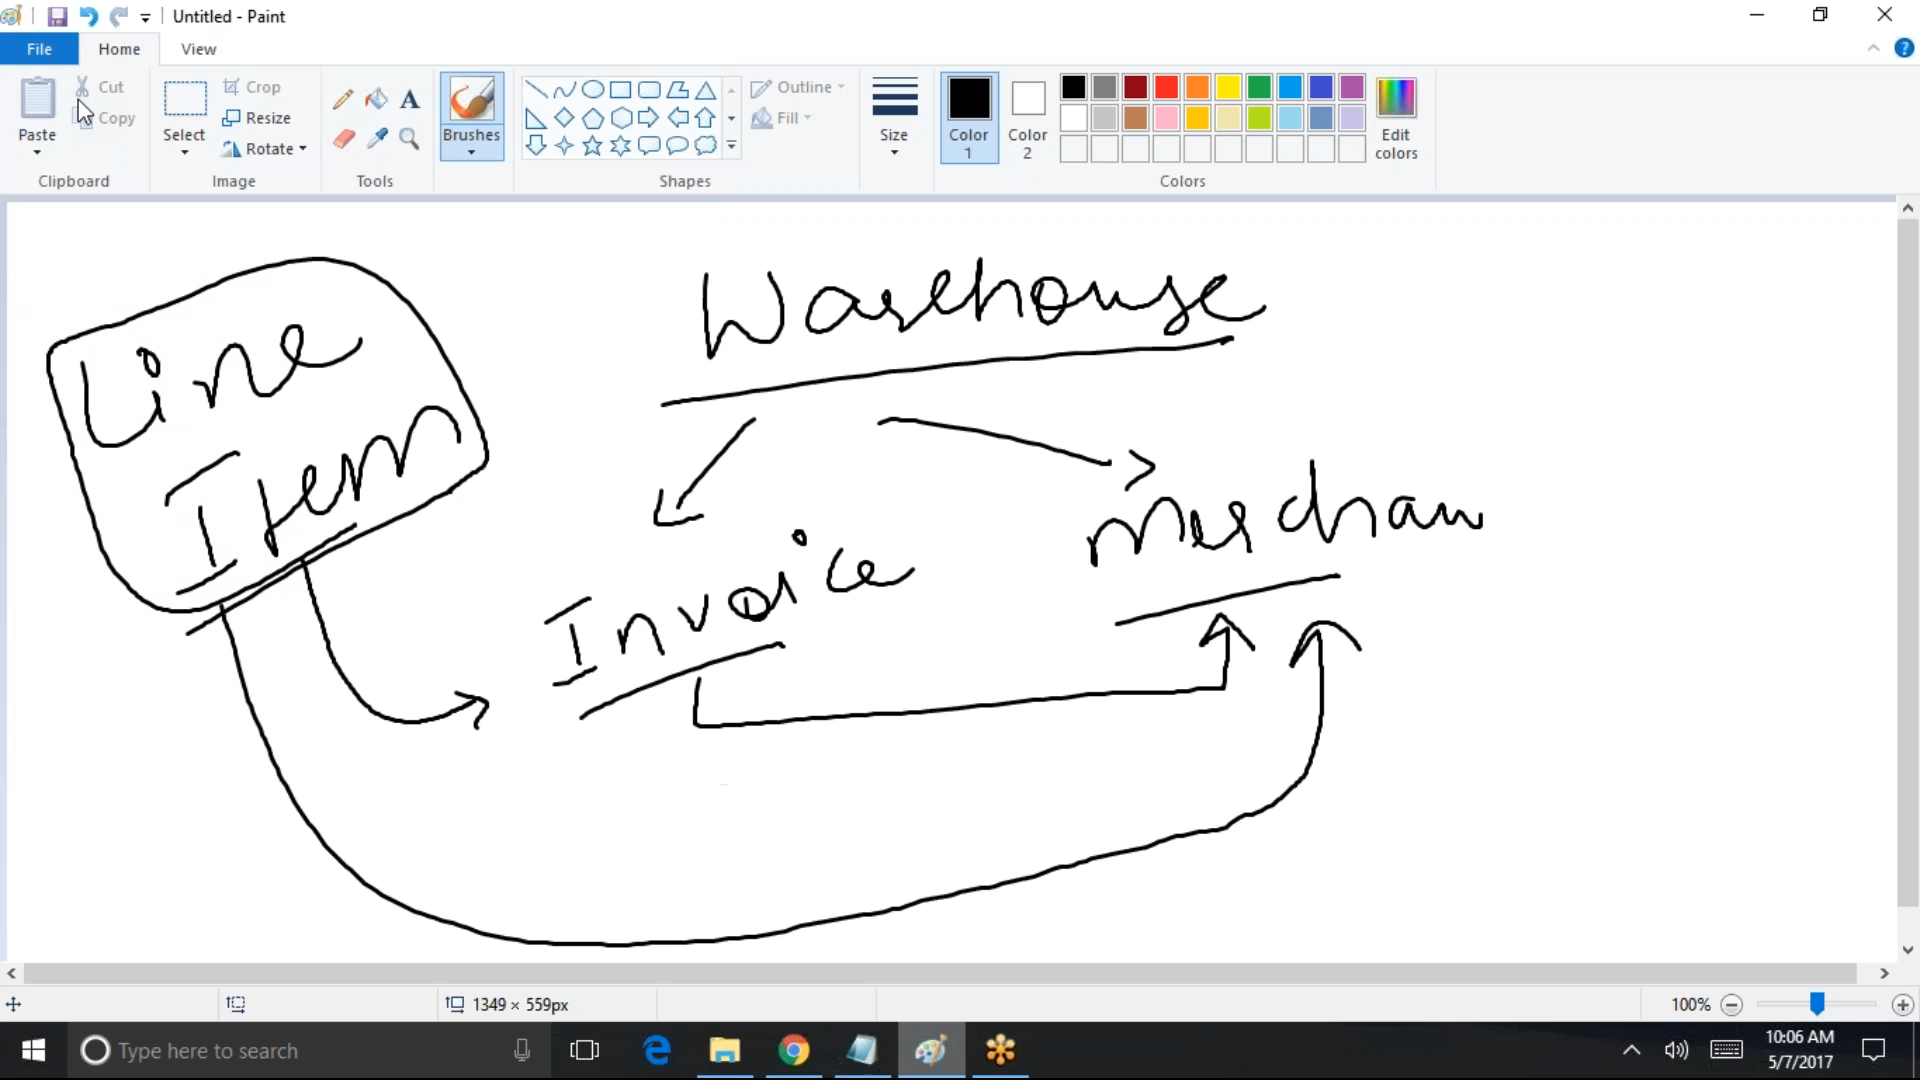 Untitled - Paint
File Home View
Paste
Cut
Copy
Clipboard
Select
Crop
Resize
Rotate
Image
Tools
Brushes
Shapes
Outline
Fill
Size
Color 1
Color 2
Edit colors
Colors
Warehouse
Line
Item
Invoice
Merchan
1349 × 559px
100%
Type here to search
10:06 AM
5/7/2017